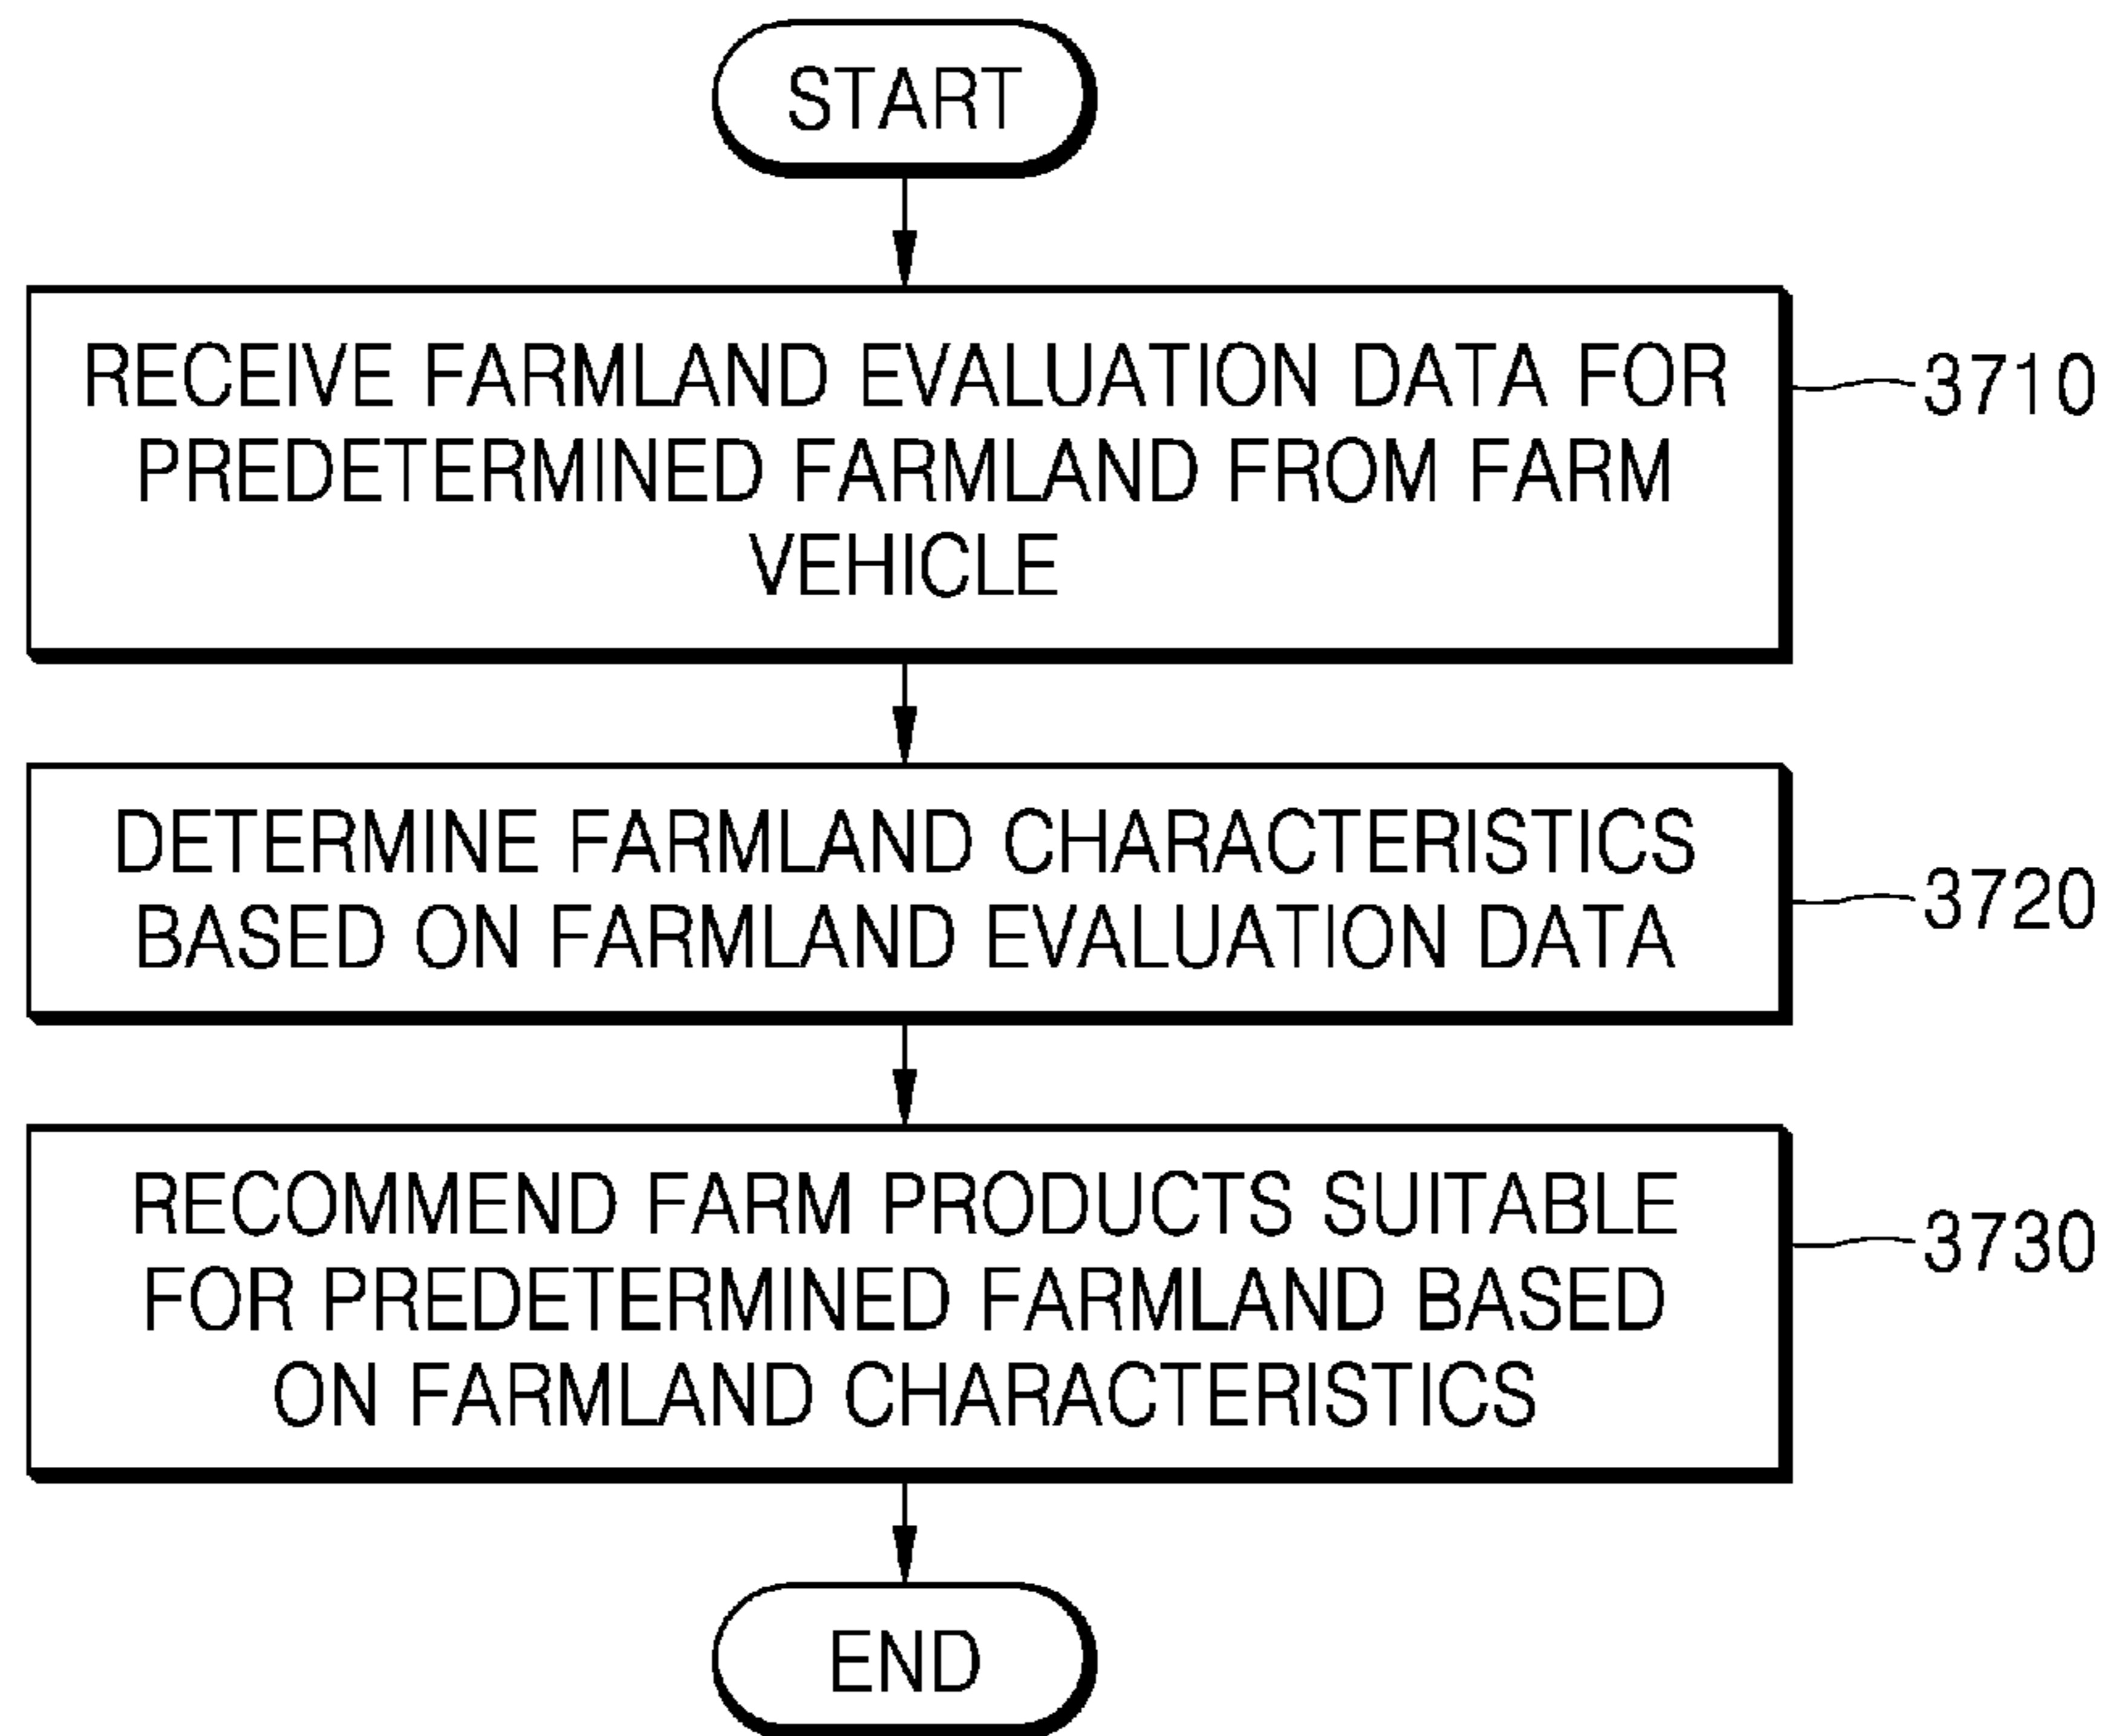 START
RECEIVE FARMLAND EVALUATION DATA FOR
PREDETERMINED FARMLAND FROM FARM
VEHICLE
3710
DETERMINE FARMLAND CHARACTERISTICS
BASED ON FARMLAND EVALUATION DATA
3720
RECOMMEND FARM PRODUCTS SUITABLE
FOR PREDETERMINED FARMLAND BASED
ON FARMLAND CHARACTERISTICS
3730
END